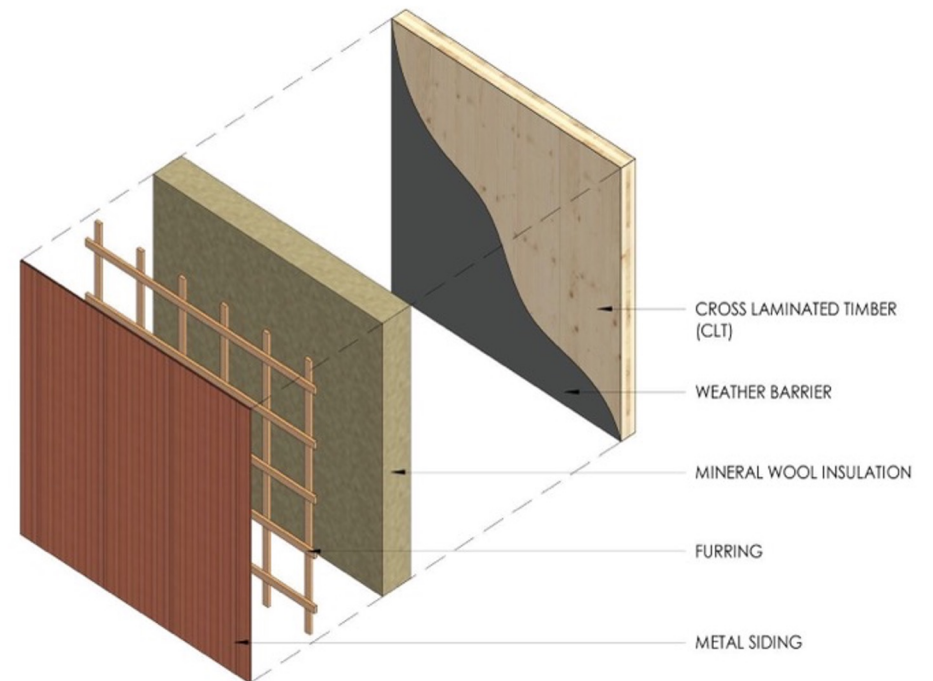 CROSS LAMINATED TIMBER
(CLT)
WEATHER BARRIER
MINERAL WOOL INSULATION
FURRING
METAL SIDING